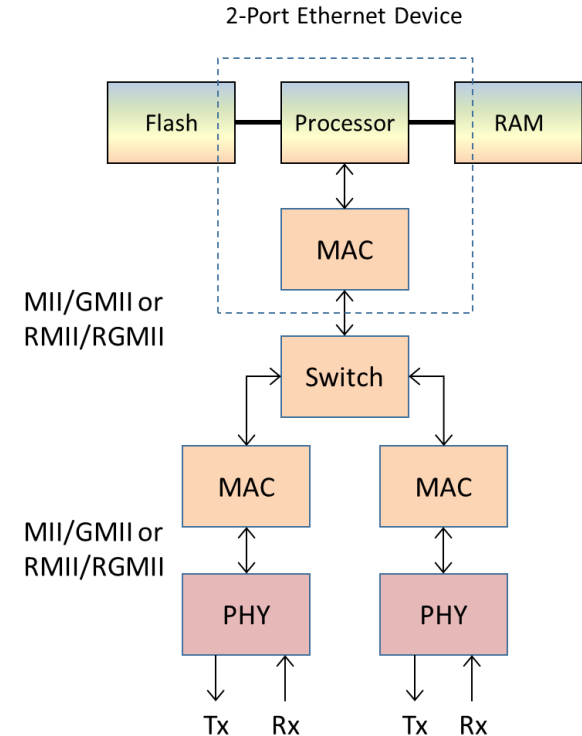 2-Port Ethernet Device
Flash
Processor
RAM
MAC
MII/GMII or
RMII/RGMII
Switch
MAC
MAC
MII/GMII or
RMII/RGMII
PHY
PHY
Tx
Rx
Tx
Rx